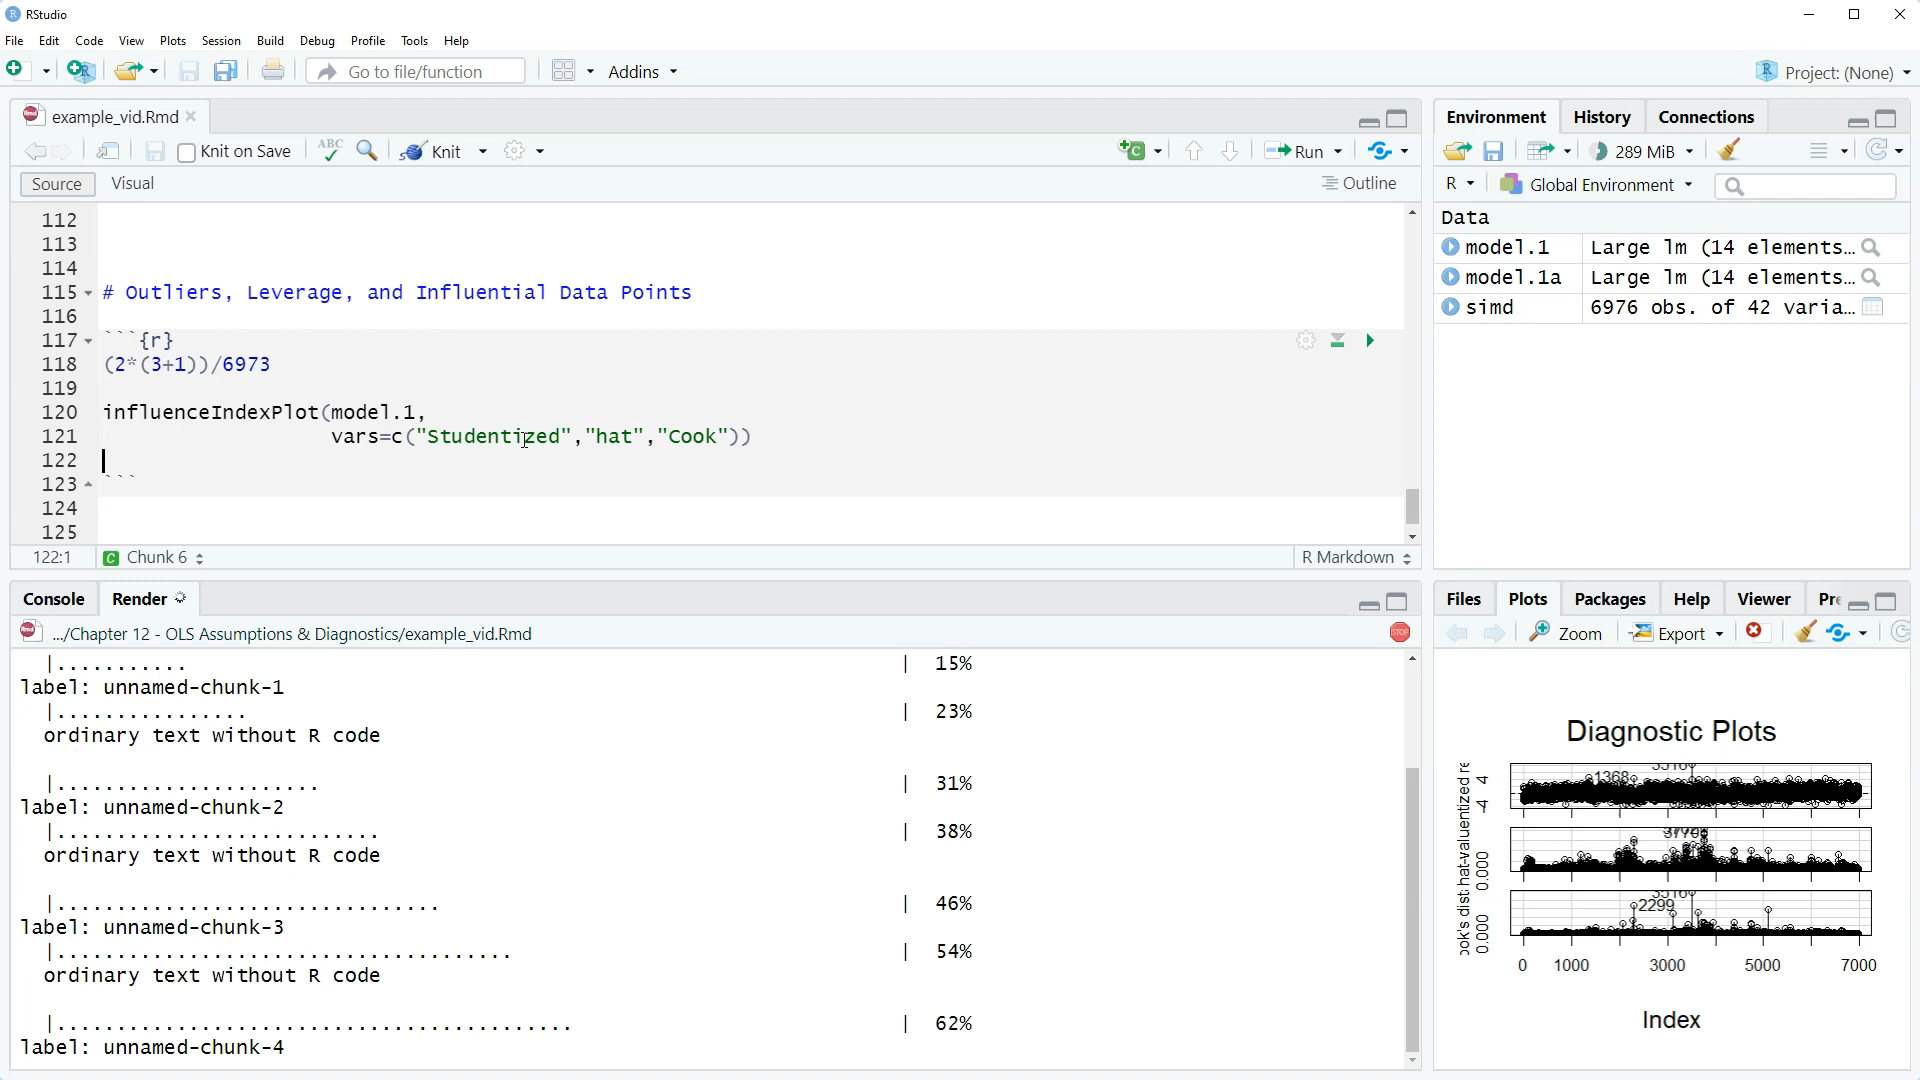 RStudio
File Edit Code View Plots Session Build Debug Profile Tools Help
Go to file/function Addins Project: (None)
example_vid.Rmd
Knit on Save Knit Run
Source Visual Outline
112
113
114
115 # Outliers, Leverage, and Influential Data Points
116
117 ```{r}
118 (2*(3+1))/6973
119
120 influenceIndexPlot(model.1,
121 vars=c("Studentized","hat","Cook"))
122
123 ```
124
125
122:1 Chunk 6 R Markdown
Console Render
.../Chapter 12 - OLS Assumptions & Diagnostics/example_vid.Rmd
STOP
|........... | 15%
label: unnamed-chunk-1
|................ | 23%
ordinary text without R code
|...................... | 31%
label: unnamed-chunk-2
|........................... | 38%
ordinary text without R code
|................................ | 46%
label: unnamed-chunk-3
|...................................... | 54%
ordinary text without R code
|........................................... | 62%
label: unnamed-chunk-4
Environment History Connections
289 MiB
R Global Environment
Data
model.1 Large lm (14 elements…
model.1a Large lm (14 elements…
simd 6976 obs. of 42 varia…
Files Plots Packages Help Viewer Pre
Zoom Export
Diagnostic Plots
4
-4
1368
0.000
0.000
2299
0 1000 3000 5000 7000
Index